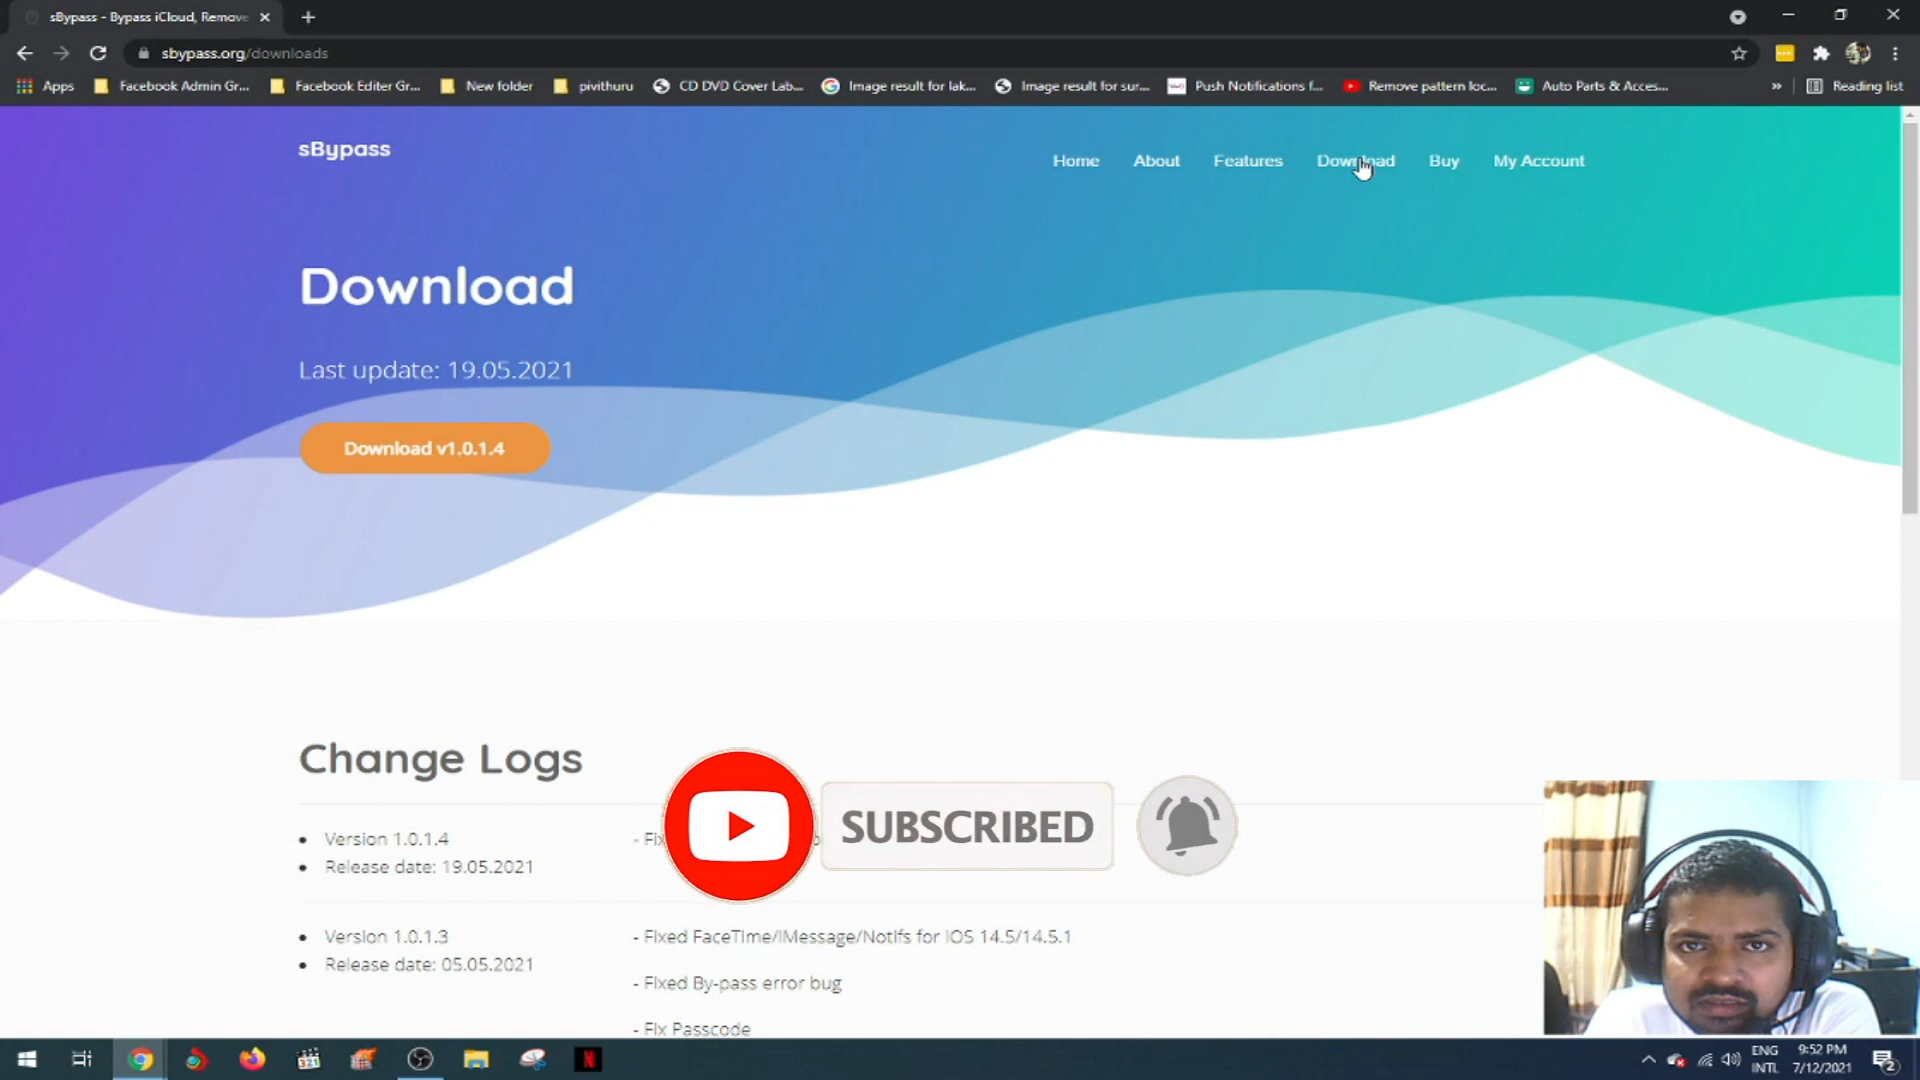 sBypass - Bypass iCloud, Remove
sbypass.org/downloads
Apps
Facebook Admin Gr...
Facebook Editer Gr...
New folder
pivithuru
CD DVD Cover Lab...
Image result for lak...
Image result for sur...
Push Notifications f...
Remove pattern loc...
Auto Parts & Acces...
»
Reading list
sBypass
Home
About
Features
Download
Buy
My Account
Download
Last update: 19.05.2021
Download v1.0.1.4
Change Logs
Version 1.0.1.4
Release date: 19.05.2021
SUBSCRIBED
Version 1.0.1.3
Release date: 05.05.2021
- Fixed FaceTime/iMessage/Notifs for iOS 14.5/14.5.1
- Fixed By-pass error bug
- Fix Passcode
321
N
ENG
INTL
9:52 PM
7/12/2021
2